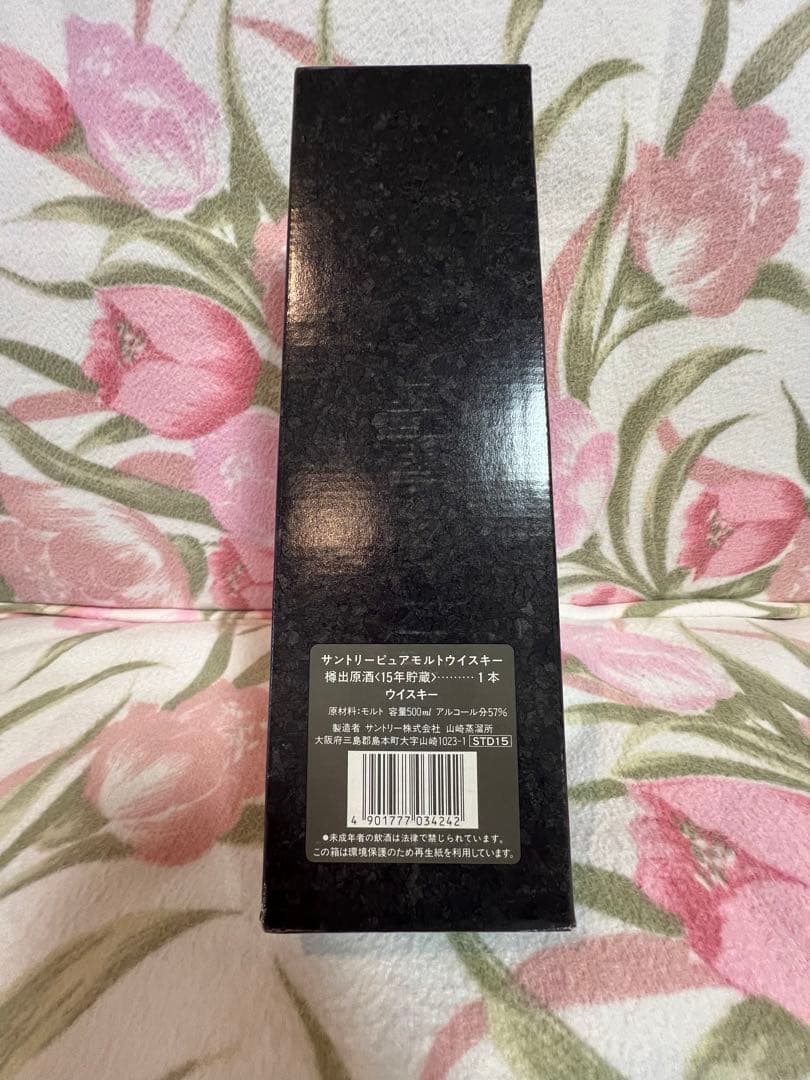 サントリーピュアモルトウイスキー
樽出原酒〈15年貯蔵〉………1本
ウイスキー
原材料:モルト 容量500ml アルコール分57%
製造者 サントリー株式会社 山崎蒸溜所
大阪府三島郡島本町大字山崎1023-1 STD15
4 901777 034242
●未成年者の飲酒は法律で禁じられています。
この箱は環境保護のため再生紙を利用しています。